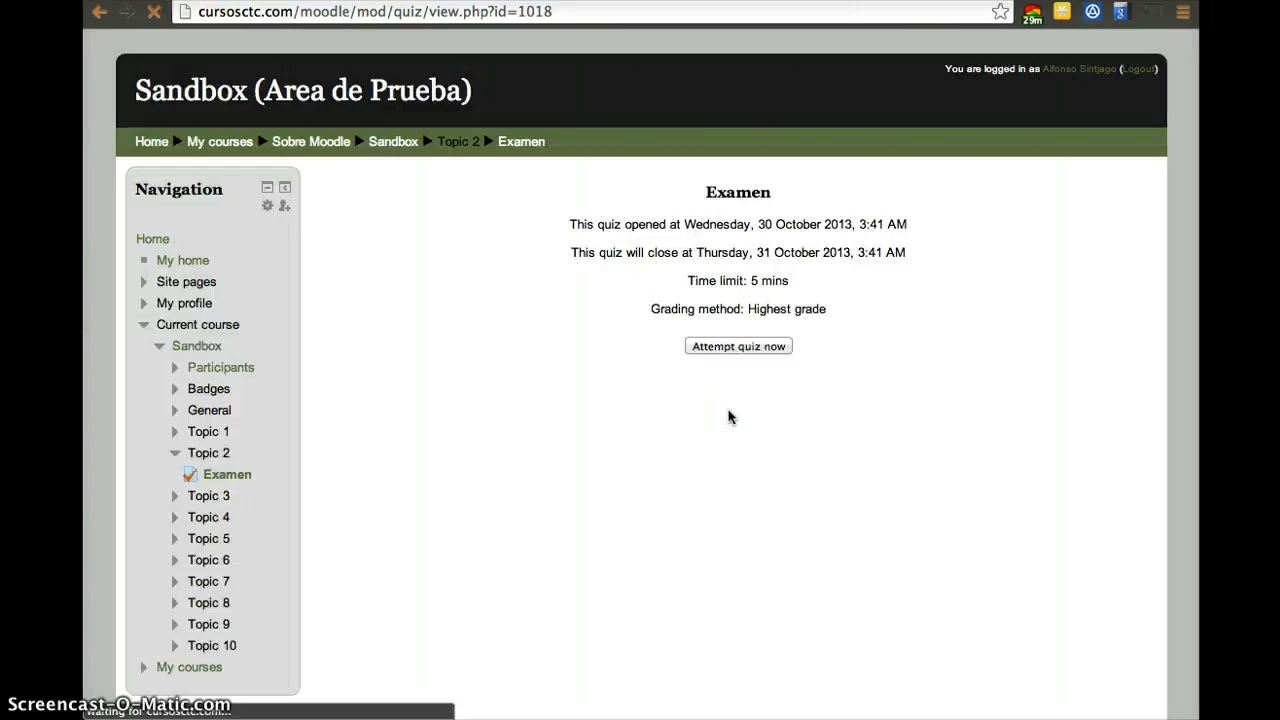 cursosctc.com/moodle/mod/quiz/view.php?id=1018
29m
You are logged in as Alfonso Sintjago (Logout)
Sandbox (Area de Prueba)
Home ► My courses ► Sobre Moodle ► Sandbox ► Topic 2 ► Examen
Navigation
Home
My home
Site pages
My profile
Current course
Sandbox
Participants
Badges
General
Topic 1
Topic 2
Examen
Topic 3
Topic 4
Topic 5
Topic 6
Topic 7
Topic 8
Topic 9
Topic 10
My courses
Examen
This quiz opened at Wednesday, 30 October 2013, 3:41 AM
This quiz will close at Thursday, 31 October 2013, 3:41 AM
Time limit: 5 mins
Grading method: Highest grade
Attempt quiz now
Screencast-O-Matic.com
Waiting for cursosctc.com...